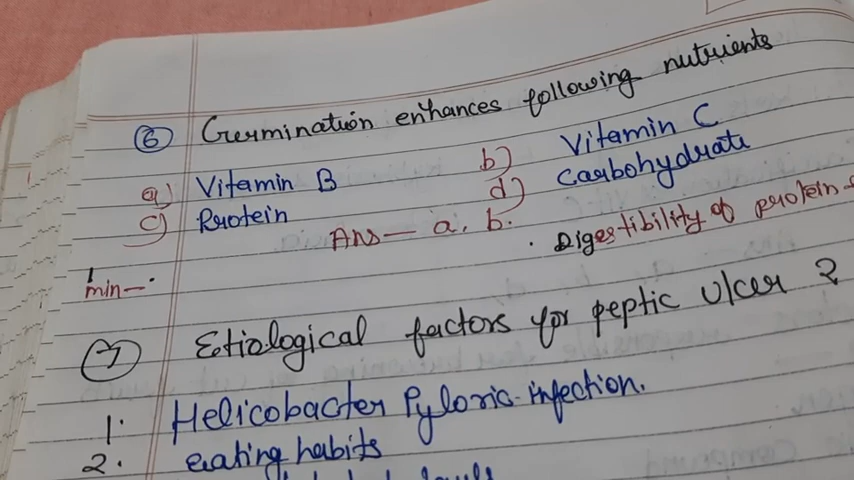 6 Germination enhances following nutrients
a) Vitamin B b) Vitamin C
c) Protein d) Carbohydrate
Ans— a, b.
min— . . Digestibility of protein
7 Etiological factors for peptic ulcer ?
1. Helicobacter Pyloric infection.
2. eating habits